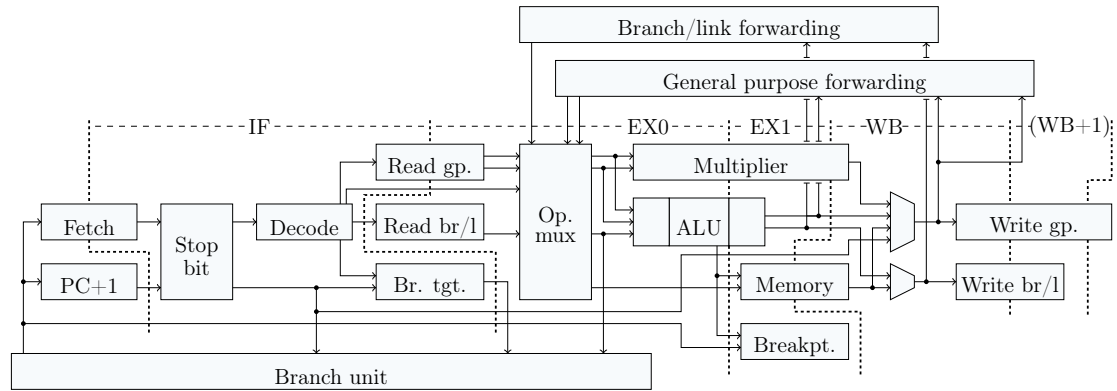 Branch/link forwarding
General purpose forwarding
IF
EX0
EX1
WB
(WB+1)
Read gp.
Multiplier
Fetch
Stop
bit
Decode
Read br/l
Op.
mux
ALU
Write gp.
PC+1
Br. tgt.
Memory
Write br/l
Breakpt.
Branch unit